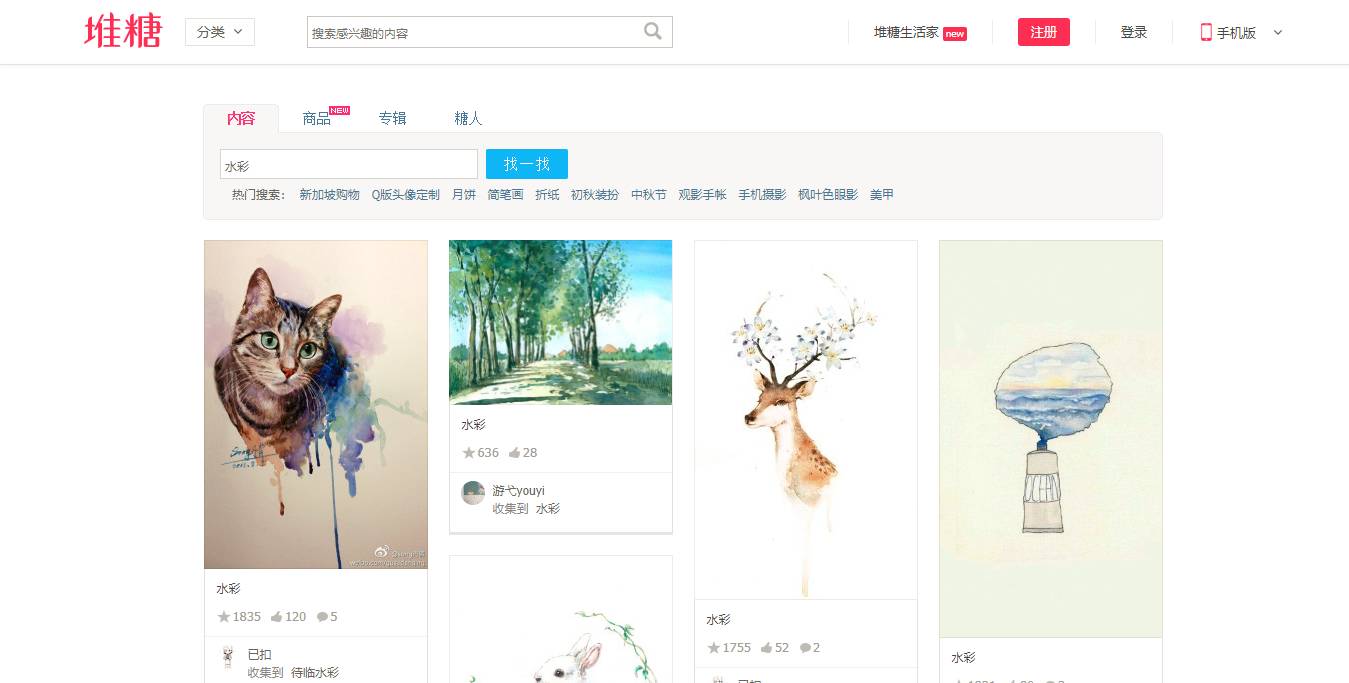 堆糖
分类
搜索感兴趣的内容
堆糖生活家 new
注册
登录
手机版
内容
商品 NEW
专辑
糖人
水彩
找一找
热门搜索: 新加坡购物 Q版头像定制 月饼 简笔画 折纸 初秋装扮 中秋节 观影手帐 手机摄影 枫叶色眼影 美甲
水彩
1835 120 5
已扣
收集到 待临水彩
水彩
636 28
游弋youyi
收集到 水彩
水彩
1755 52 2
水彩